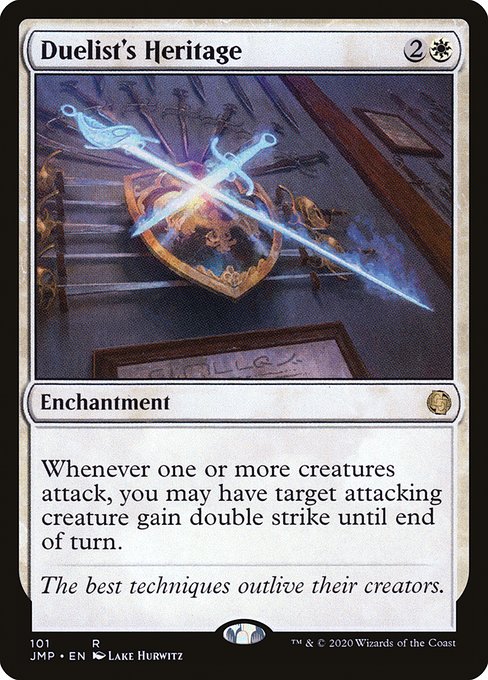 Duelist's Heritage 2
Enchantment
Whenever one or more creatures
attack, you may have target attacking
creature gain double strike until end
of turn.
The best techniques outlive their creators.
101 R
JMP • EN Lake Hurwitz
™ & © 2020 Wizards of the Coast